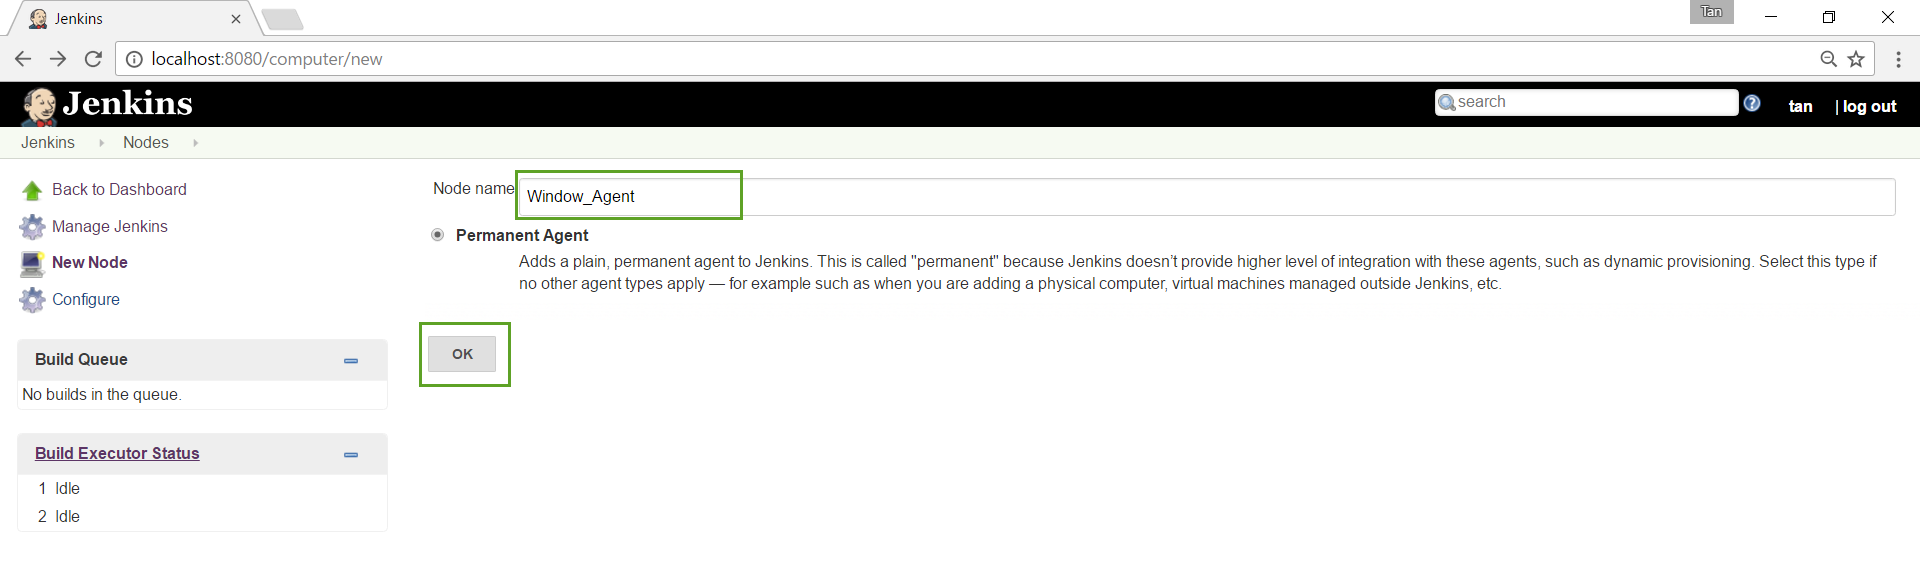 Jenkins
Tan
localhost:8080/computer/new
Jenkins
search
tan
| log out
Jenkins
Nodes
Back to Dashboard
Manage Jenkins
New Node
Configure
Build Queue
No builds in the queue.
Build Executor Status
1 Idle
2 Idle
Node name
Window_Agent
Permanent Agent
Adds a plain, permanent agent to Jenkins. This is called "permanent" because Jenkins doesn’t provide higher level of integration with these agents, such as dynamic provisioning. Select this type if
no other agent types apply — for example such as when you are adding a physical computer, virtual machines managed outside Jenkins, etc.
OK